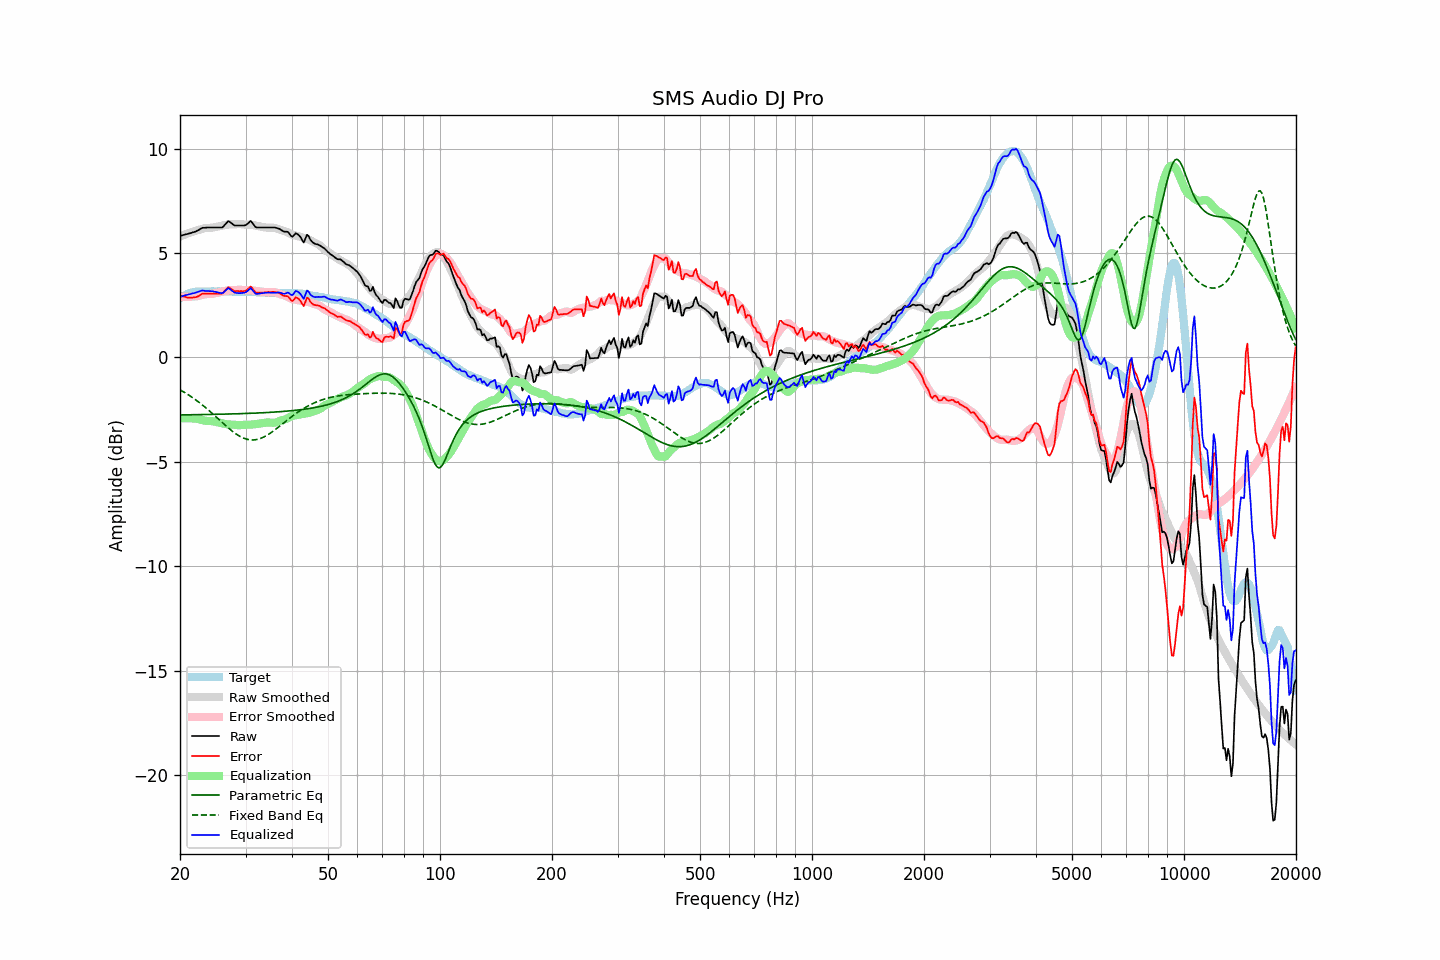 SMS Audio DJ Pro
Amplitude (dBr)
10
5
0
−5
−10
−15
−20
Target
Raw Smoothed
Error Smoothed
Raw
Error
Equalization
Parametric Eq
Fixed Band Eq
Equalized
20 50 100 200 500 1000 2000 5000 10000 20000
Frequency (Hz)